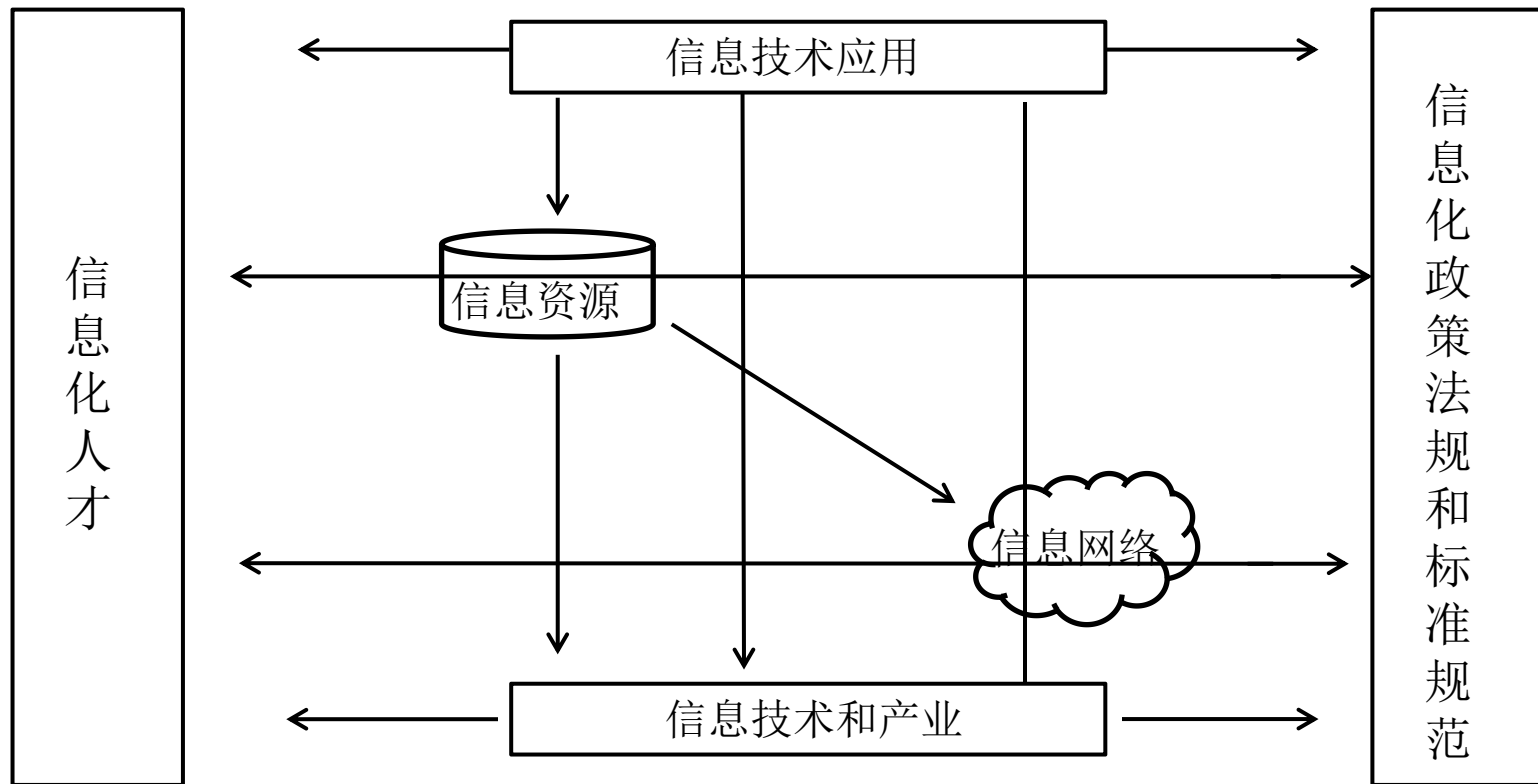 信息化人才
信息技术应用
信息资源
信息网络
信息技术和产业
信息化政策法规和标准规范